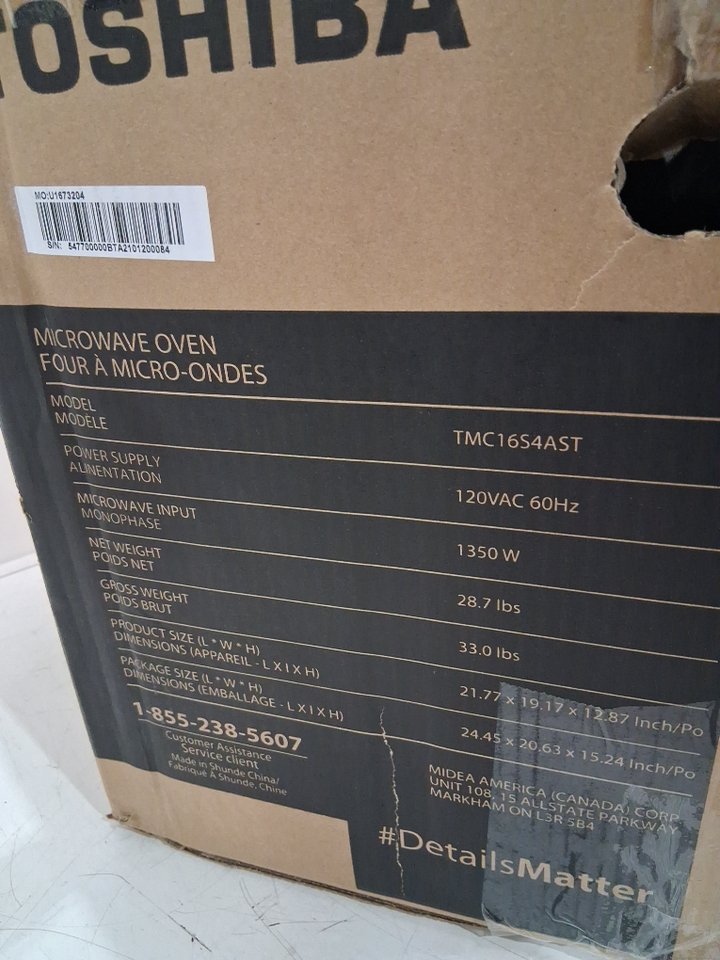 TOSHIBA
MO:U1673204
S/N: 547700000BTA2101200084
MICROWAVE OVEN
FOUR À MICRO-ONDES
MODEL
MODÈLE
TMC16S4AST
POWER SUPPLY
ALINENTATION
120VAC 60Hz
MICROWAVE INPUT
MONOPHASE
1350 W
NET WEIGHT
POIDS NET
28.7 lbs
GROSS WEIGHT
POIDS BRUT
33.0 lbs
PRODUCT SIZE (L * W * H)
DIMENSIONS (APPAREIL - L X I X H)
21.77 x 19.17 x 12.87 Inch/Po
PACKAGE SIZE (L * W * H)
DIMENSIONS (EMBALLAGE - L X I X H)
24.45 x 20.63 x 15.24 Inch/Po
1-855-238-5607
Customer Assistance
Service client
Made in Shunde China/
Fabriqué À Shunde, Chine
MIDEA AMERICA (CANADA) CORP
UNIT 108, 15 ALLSTATE PARKWAY
MARKHAM ON L3R 5B4
#DetailsMatter